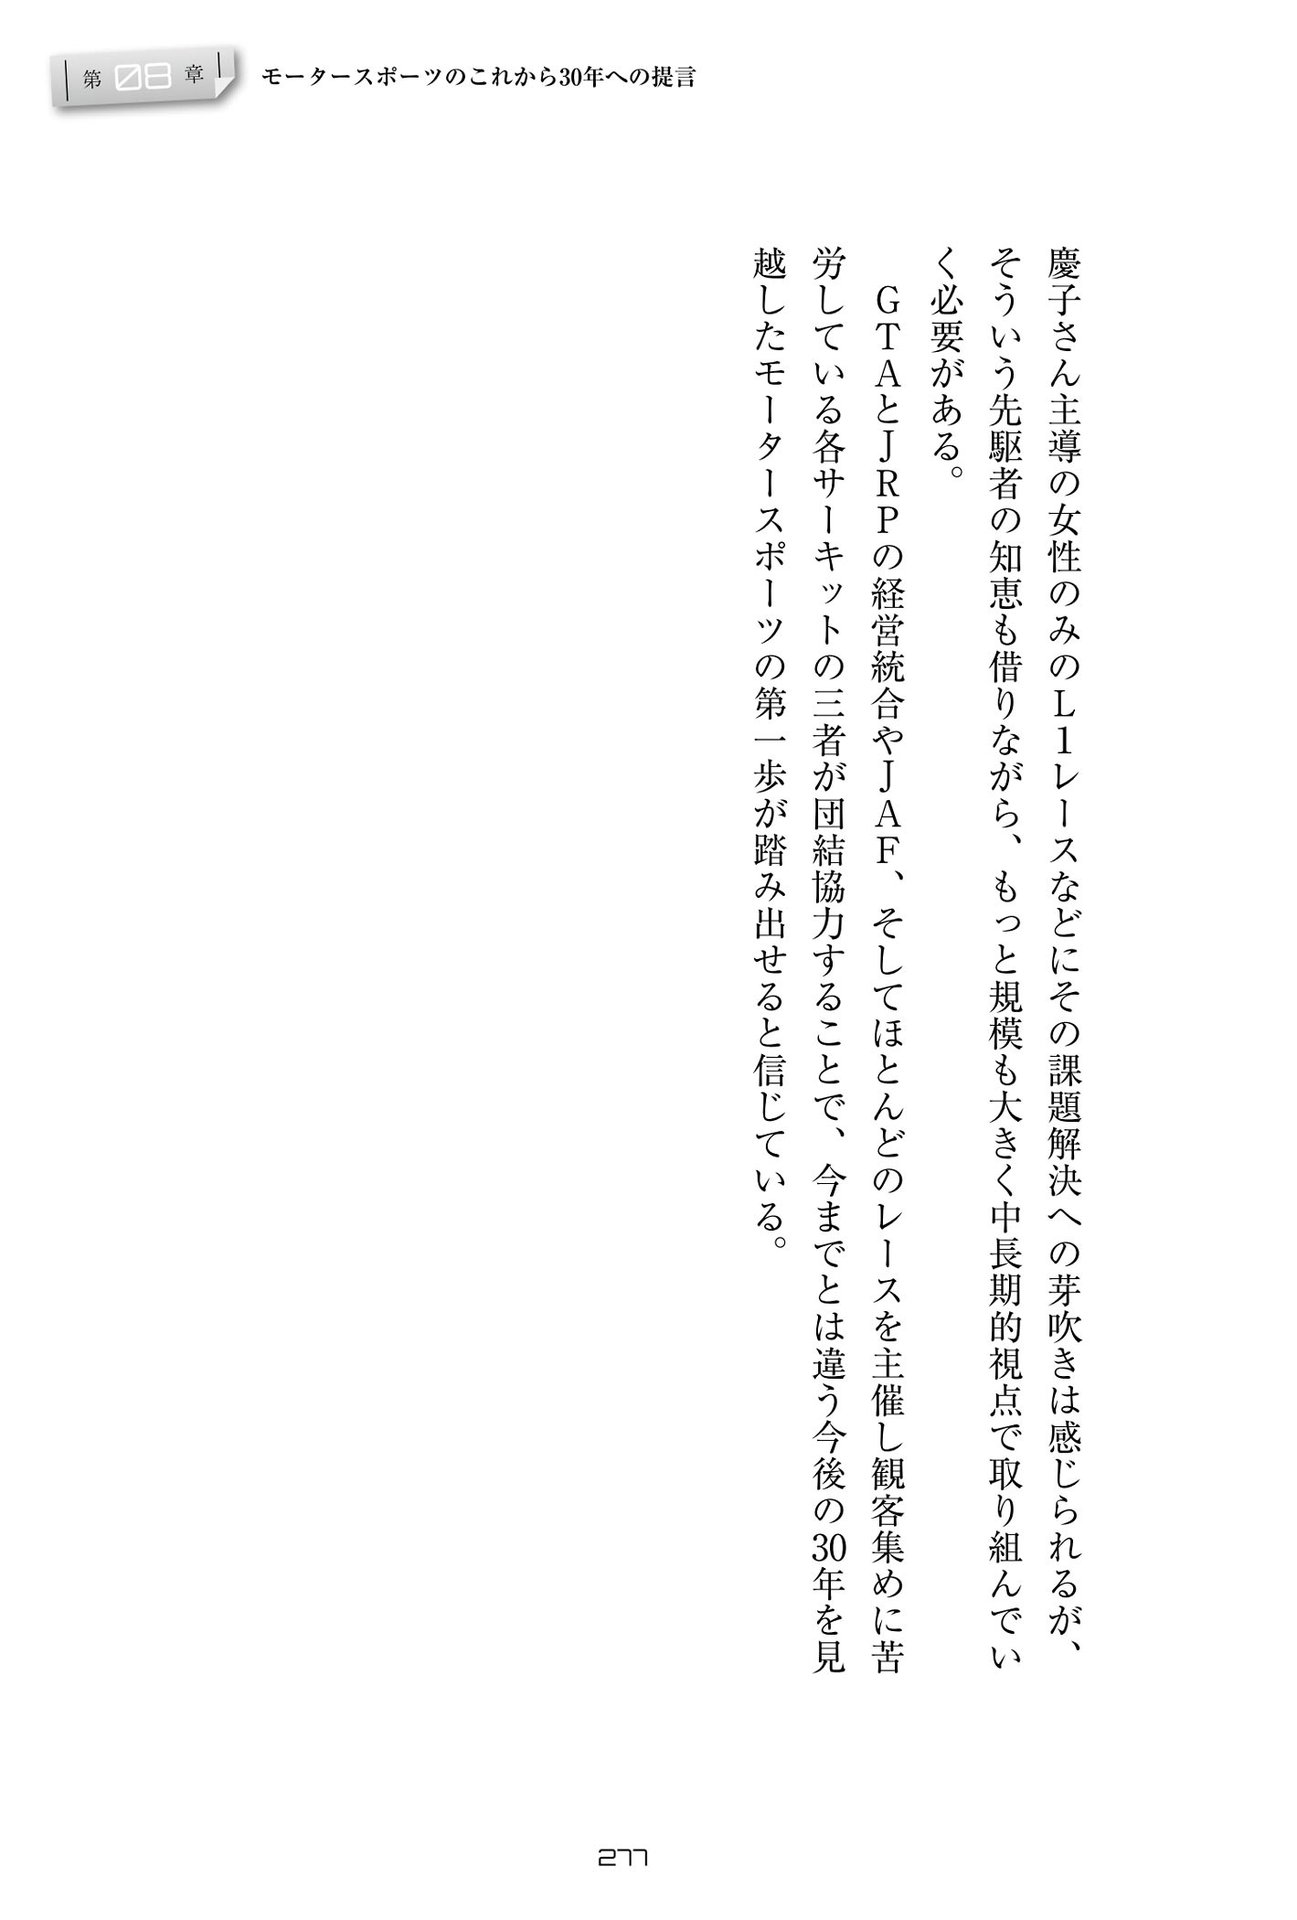 第08章 モータースポーツのこれから30年への提言
慶子さん主導の女性のみのL1レースなどにその課題解決への芽吹きは感じられるが、
そういう先駆者の知恵も借りながら、もっと規模も大きく中長期的視点で取り組んでい
く必要がある。
GTAとJRPの経営統合やJAF、そしてほとんどのレースを主催し観客集めに苦
労している各サーキットの三者が団結協力することで、今までとは違う今後の30年を見
越したモータースポーツの第一歩が踏み出せると信じている。
277